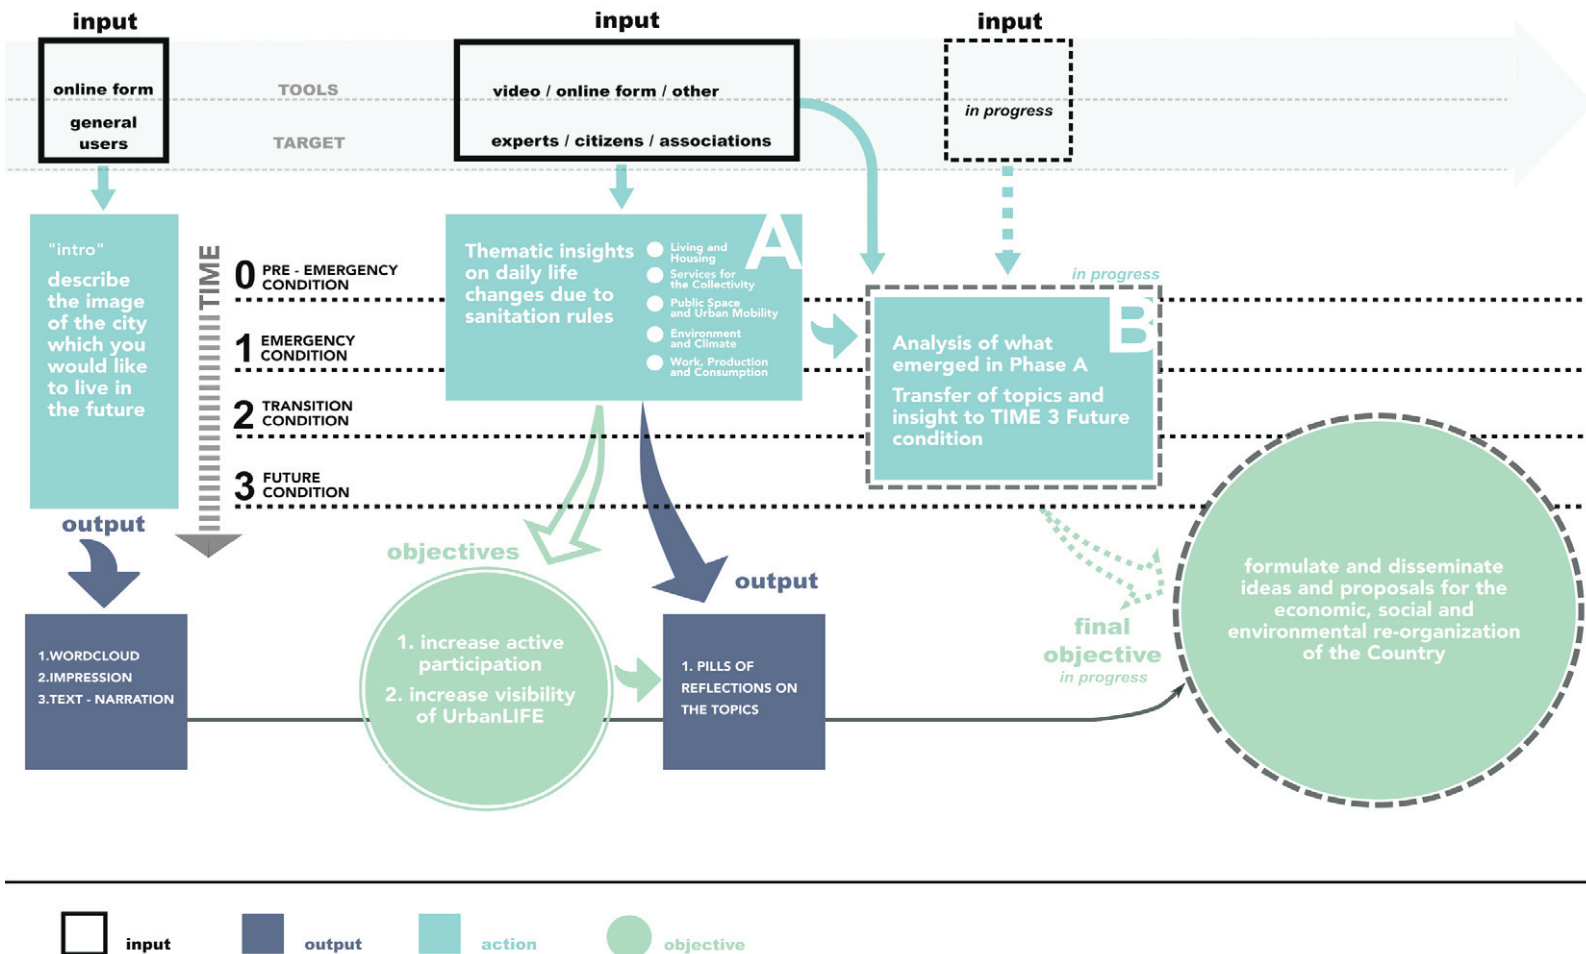 input
input
input
online form
TOOLS
video / online form / other
in progress
general
users
TARGET
experts / citizens / associations
"intro"
describe
the image
of the city
which you
would like
to live in
the future
TIME
0 PRE - EMERGENCY
CONDITION
1 EMERGENCY
CONDITION
2 TRANSITION
CONDITION
3 FUTURE
CONDITION
A
Thematic insights
on daily life
changes due to
sanitation rules
Living and
Housing
Services for
the Collectivity
Public Space
and Urban Mobility
Environment
and Climate
Work, Production
and Consumption
in progress
B
Analysis of what
emerged in Phase A
Transfer of topics and
insight to TIME 3 Future
condition
output
1.WORDCLOUD
2.IMPRESSION
3.TEXT - NARRATION
objectives
1. increase active
participation
2. increase visibility
of UrbanLIFE
output
1. PILLS OF
REFLECTIONS ON
THE TOPICS
final
objective
in progress
formulate and disseminate
ideas and proposals for the
economic, social and
environmental re-organization
of the Country
input
output
action
objective